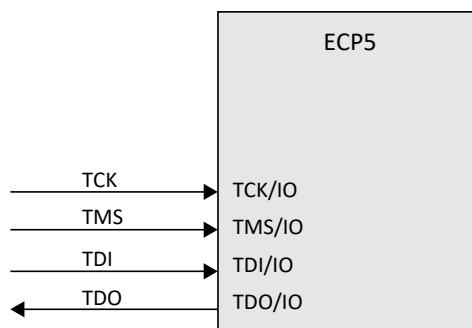 ECP5
TCK
TCK/IO
TMS
TMS/IO
TDI
TDI/IO
TDO
TDO/IO